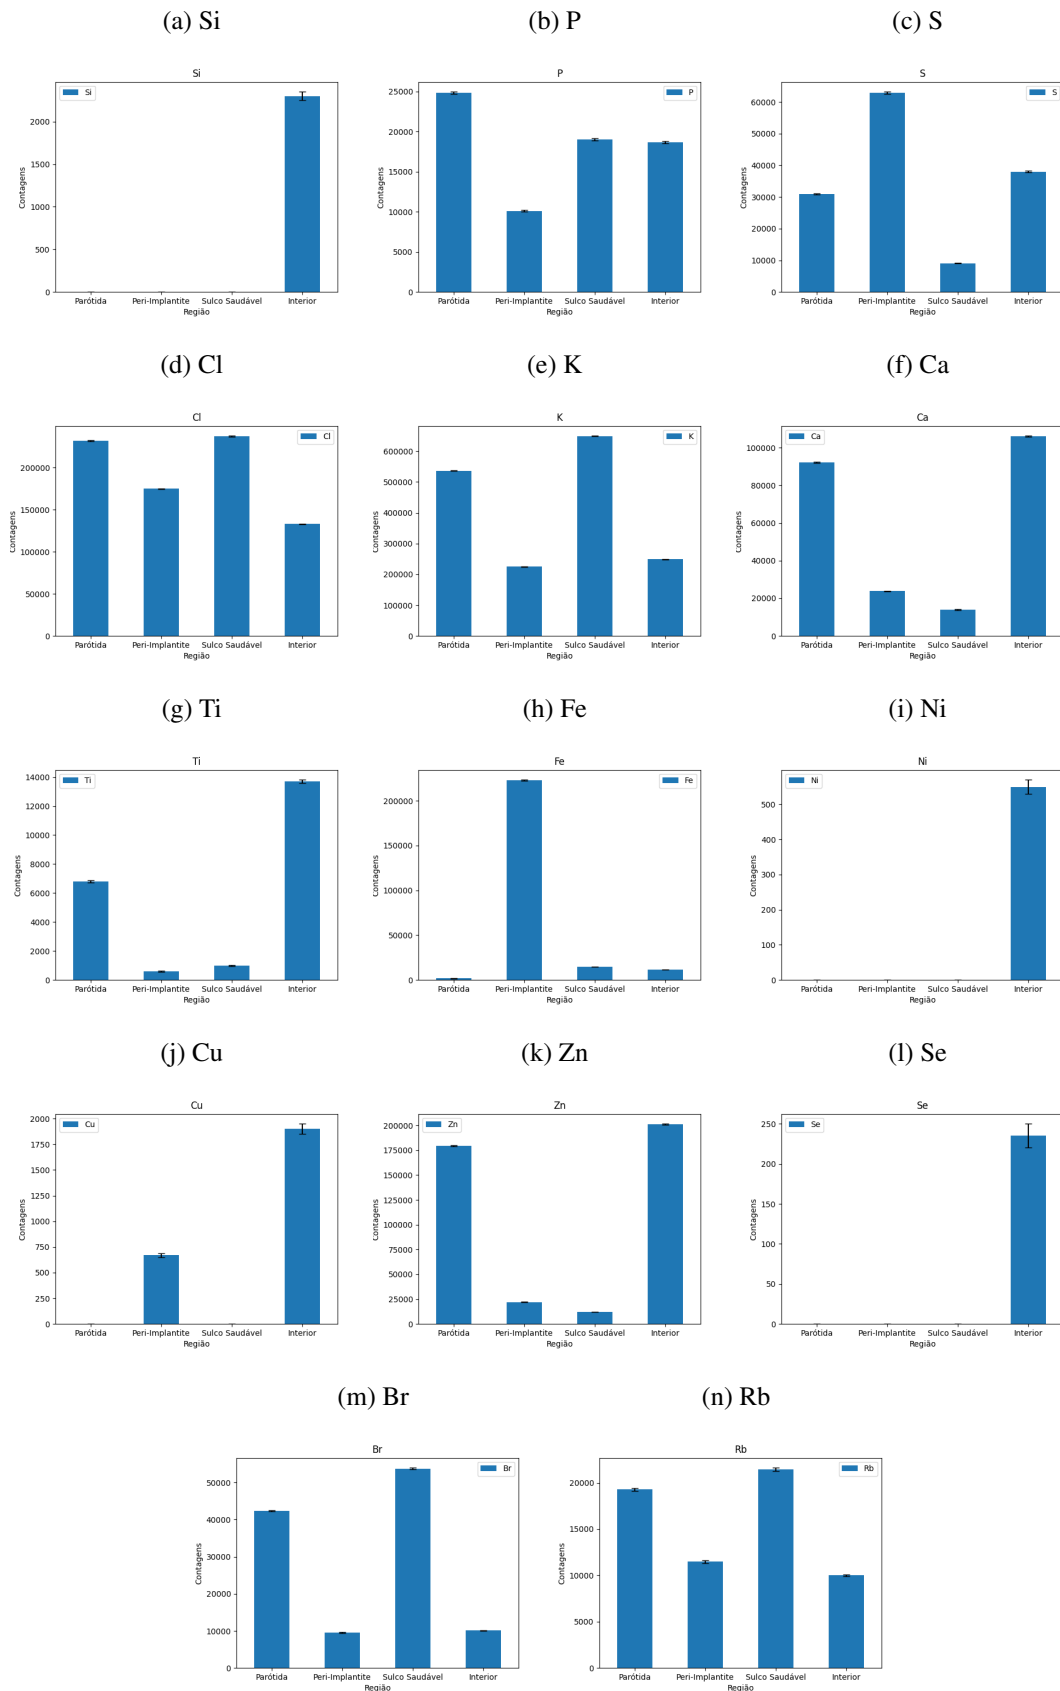 (a) Si
(b) P
(c) S
Si
Si
Contagens
2000
1500
1000
500
0
Parótida Peri-Implantite Sulco Saudável Interior
Região
P
P
Contagens
25000
20000
15000
10000
5000
0
Parótida Peri-Implantite Sulco Saudável Interior
Região
S
S
Contagens
60000
50000
40000
30000
20000
10000
0
Parótida Peri-Implantite Sulco Saudável Interior
Região
(d) Cl
(e) K
(f) Ca
Cl
Cl
Contagens
200000
150000
100000
50000
0
Parótida Peri-Implantite Sulco Saudável Interior
Região
K
K
Contagens
600000
500000
400000
300000
200000
100000
0
Parótida Peri-Implantite Sulco Saudável Interior
Região
Ca
Ca
Contagens
100000
80000
60000
40000
20000
0
Parótida Peri-Implantite Sulco Saudável Interior
Região
(g) Ti
(h) Fe
(i) Ni
Ti
Ti
Contagens
14000
12000
10000
8000
6000
4000
2000
0
Parótida Peri-Implantite Sulco Saudável Interior
Região
Fe
Fe
Contagens
200000
150000
100000
50000
0
Parótida Peri-Implantite Sulco Saudável Interior
Região
Ni
Ni
Contagens
500
400
300
200
100
0
Parótida Peri-Implantite Sulco Saudável Interior
Região
(j) Cu
(k) Zn
(l) Se
Cu
Cu
Contagens
2000
1750
1500
1250
1000
750
500
250
0
Parótida Peri-Implantite Sulco Saudável Interior
Região
Zn
Zn
Contagens
200000
175000
150000
125000
100000
75000
50000
25000
0
Parótida Peri-Implantite Sulco Saudável Interior
Região
Se
Se
Contagens
250
200
150
100
50
0
Parótida Peri-Implantite Sulco Saudável Interior
Região
(m) Br
(n) Rb
Br
Br
Contagens
50000
40000
30000
20000
10000
0
Parótida Peri-Implantite Sulco Saudável Interior
Região
Rb
Rb
Contagens
20000
15000
10000
5000
0
Parótida Peri-Implantite Sulco Saudável Interior
Região